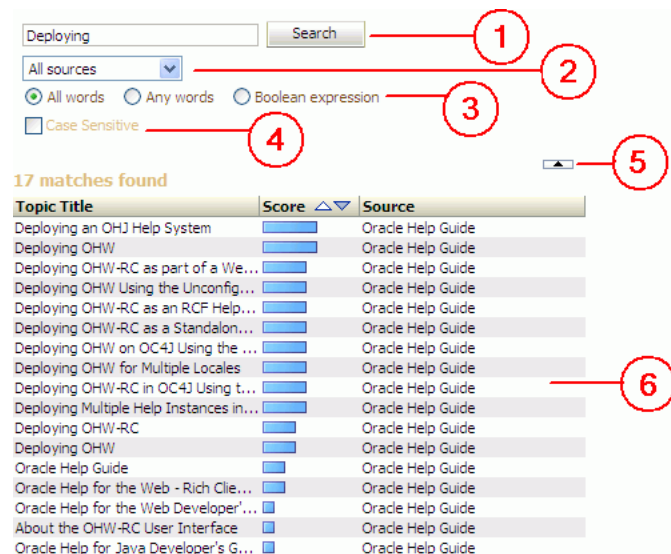 Deploying Search 1
All sources 2
All words Any words Boolean expression 3
Case Sensitive 4
5
17 matches found
Topic Title Score Source
Deploying an OHJ Help System Oracle Help Guide
Deploying OHW Oracle Help Guide
Deploying OHW-RC as part of a We... Oracle Help Guide
Deploying OHW Using the Unconfig... Oracle Help Guide
Deploying OHW-RC as an RCF Help... Oracle Help Guide
Deploying OHW-RC as a Standalon... Oracle Help Guide
Deploying OHW on OC4J Using the ... Oracle Help Guide
Deploying OHW for Multiple Locales Oracle Help Guide
Deploying OHW-RC in OC4J Using t... Oracle Help Guide 6
Deploying Multiple Help Instances in... Oracle Help Guide
Deploying OHW-RC Oracle Help Guide
Deploying OHW Oracle Help Guide
Oracle Help Guide Oracle Help Guide
Oracle Help for the Web - Rich Clie... Oracle Help Guide
Oracle Help for the Web Developer'... Oracle Help Guide
About the OHW-RC User Interface Oracle Help Guide
Oracle Help for Java Developer's G... Oracle Help Guide